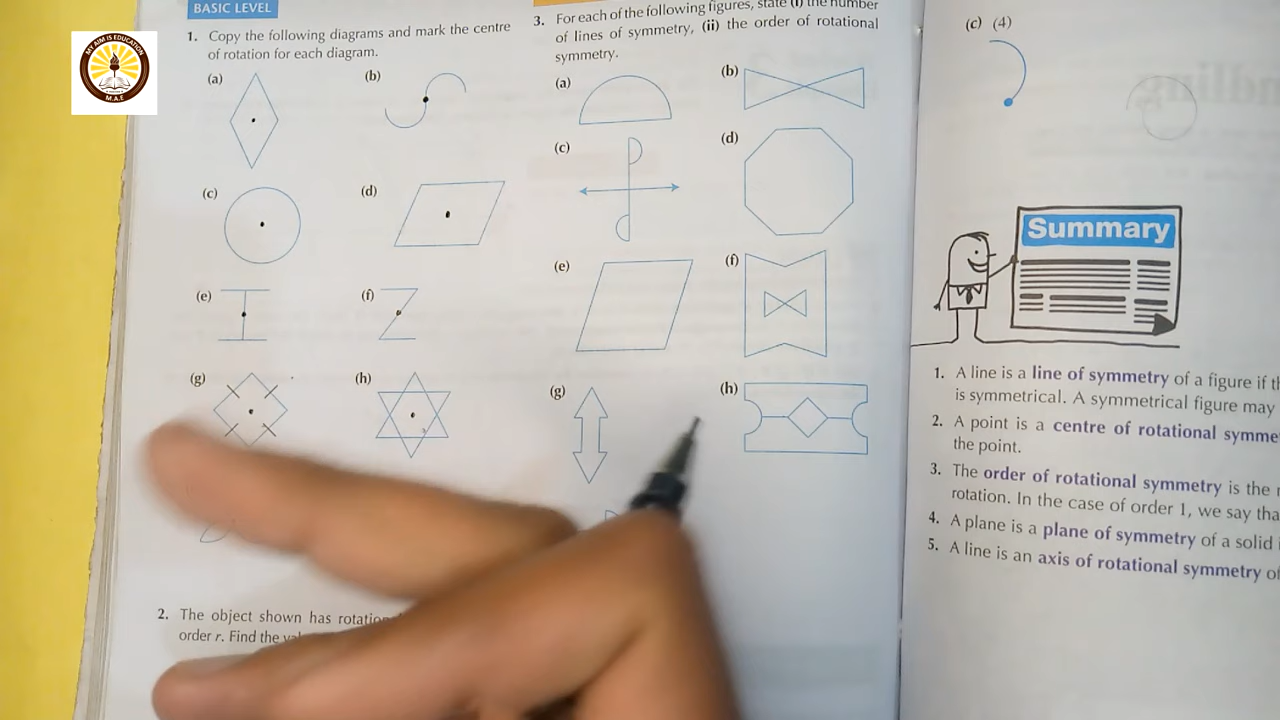 MY AIM IS EDUCATION
M.A.E
BASIC LEVEL
1. Copy the following diagrams and mark the centre
of rotation for each diagram.
(a)
(b)
(c)
(d)
(e)
(f)
(g)
(h)
2. The object shown has
order r. Find the
3. For each of the following figures, state (i) the number
of lines of symmetry, (ii) the order of rotational
symmetry.
(a)
(b)
(c)
(d)
(e)
(f)
(g)
(h)
(c) (4)
Summary
1. A line is a line of symmetry of a figure if
is symmetrical. A symmetrical figure may
2. A point is a centre of rotational
the point.
3. The order of rotational symmetry is the
rotation. In the case of order 1, we say
4. A plane is a plane of symmetry of a solid
5. A line is an axis of rotational symmetry